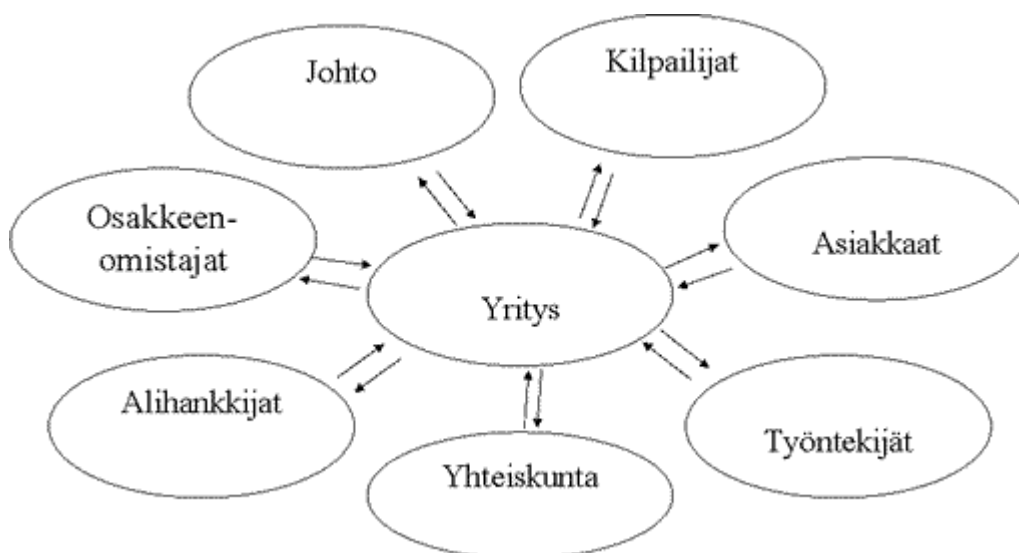 Johto
Kilpailijat
Osakkeen-
omistajat
Asiakkaat
Yritys
Alihankkijat
Työntekijät
Yhteiskunta